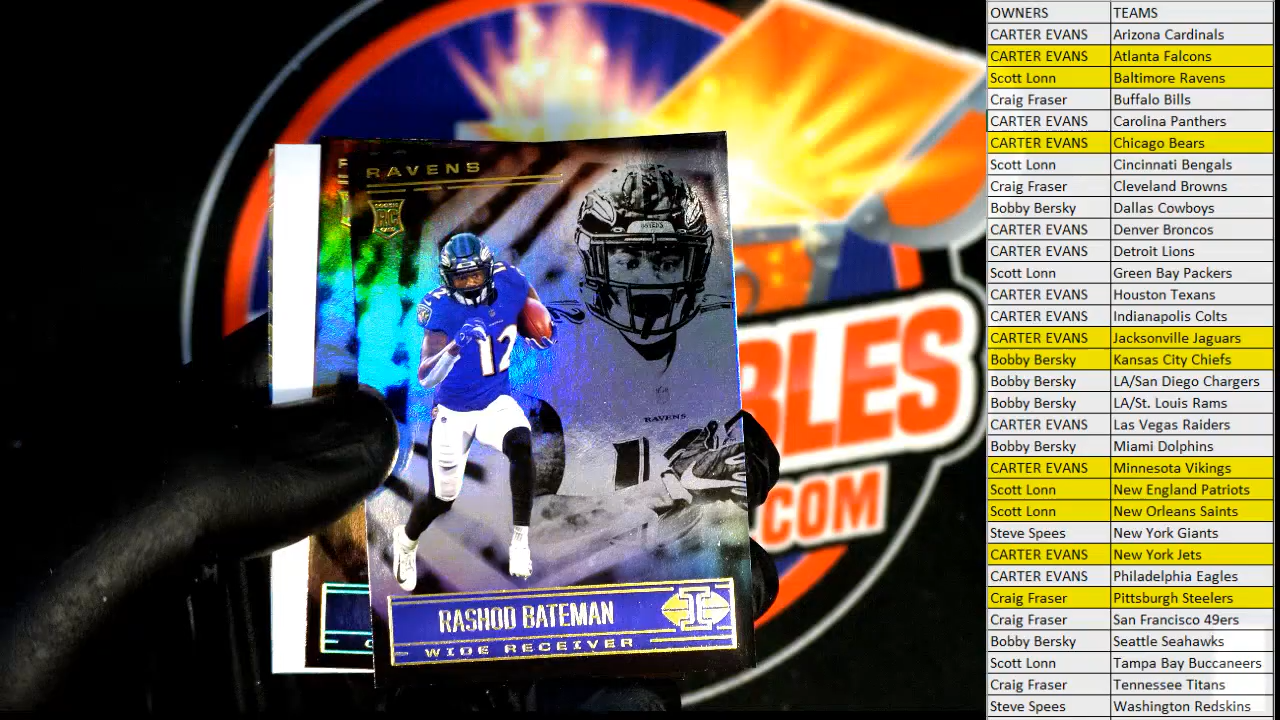 RAVENS
RC
12
RAVENS
RASHOD BATEMAN
WIDE RECEIVER
BLES
.COM
OWNERS TEAMS
CARTER EVANS Arizona Cardinals
CARTER EVANS Atlanta Falcons
Scott Lonn Baltimore Ravens
Craig Fraser Buffalo Bills
CARTER EVANS Carolina Panthers
CARTER EVANS Chicago Bears
Scott Lonn Cincinnati Bengals
Craig Fraser Cleveland Browns
Bobby Bersky Dallas Cowboys
CARTER EVANS Denver Broncos
CARTER EVANS Detroit Lions
Scott Lonn Green Bay Packers
CARTER EVANS Houston Texans
CARTER EVANS Indianapolis Colts
CARTER EVANS Jacksonville Jaguars
Bobby Bersky Kansas City Chiefs
Bobby Bersky LA/San Diego Chargers
Bobby Bersky LA/St. Louis Rams
CARTER EVANS Las Vegas Raiders
Bobby Bersky Miami Dolphins
CARTER EVANS Minnesota Vikings
Scott Lonn New England Patriots
Scott Lonn New Orleans Saints
Steve Spees New York Giants
CARTER EVANS New York Jets
CARTER EVANS Philadelphia Eagles
Craig Fraser Pittsburgh Steelers
Craig Fraser San Francisco 49ers
Bobby Bersky Seattle Seahawks
Scott Lonn Tampa Bay Buccaneers
Craig Fraser Tennessee Titans
Steve Spees Washington Redskins